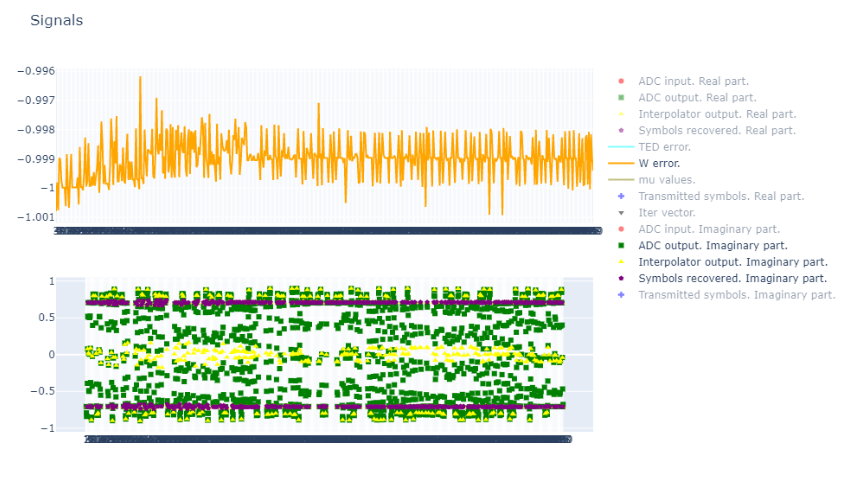 Signals
−0.996
−0.997
−0.998
−0.999
−1
−1.001
1
0.5
0
−0.5
−1
ADC input. Real part.
ADC output. Real part.
Interpolator output. Real part.
Symbols recovered. Real part.
TED error.
W error.
mu values.
Transmitted symbols. Real part.
Iter vector.
ADC input. Imaginary part.
ADC output. Imaginary part.
Interpolator output. Imaginary part.
Symbols recovered. Imaginary part.
Transmitted symbols. Imaginary part.